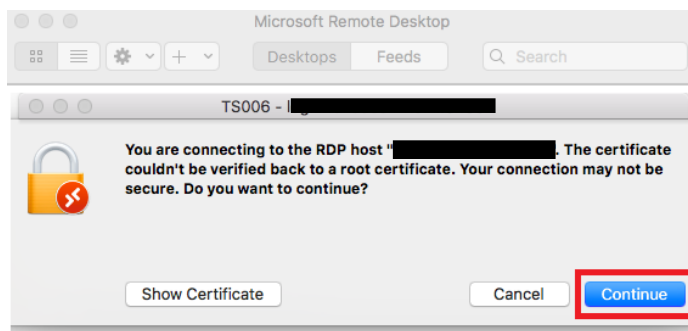 Microsoft Remote Desktop
Desktops Feeds Search
TS006 -
You are connecting to the RDP host "
. The certificate
couldn't be verified back to a root certificate. Your connection may not be
secure. Do you want to continue?
Show Certificate Cancel Continue